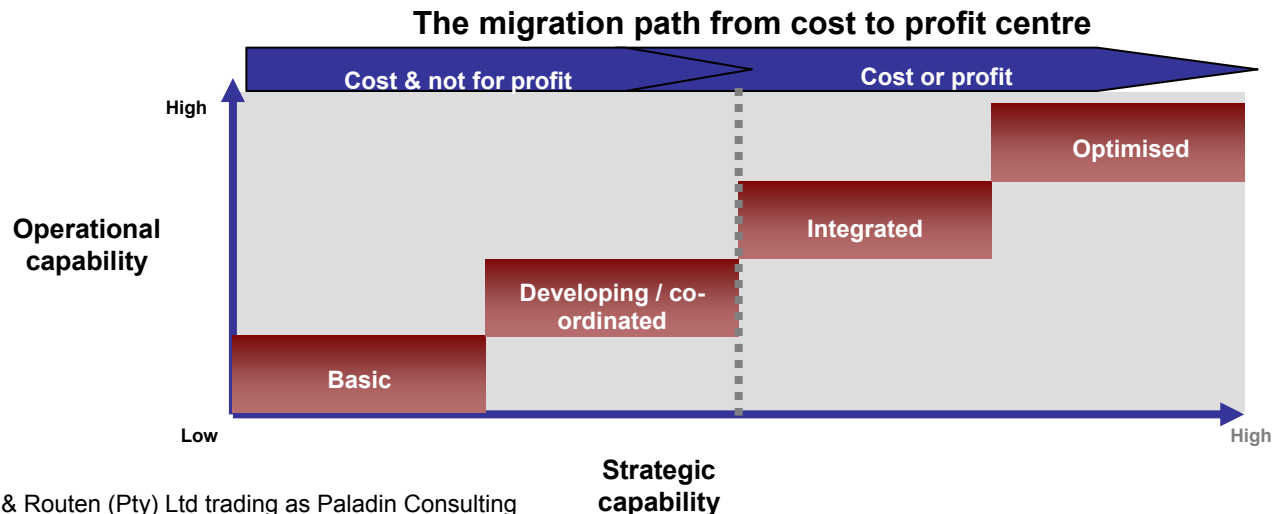 The migration path from cost to profit centre
Cost & not for profit
Cost or profit
High
Optimised
Operational
capability
Integrated
Developing / co-
ordinated
Basic
Low
High
Strategic
capability
& Routen (Pty) Ltd trading as Paladin Consulting